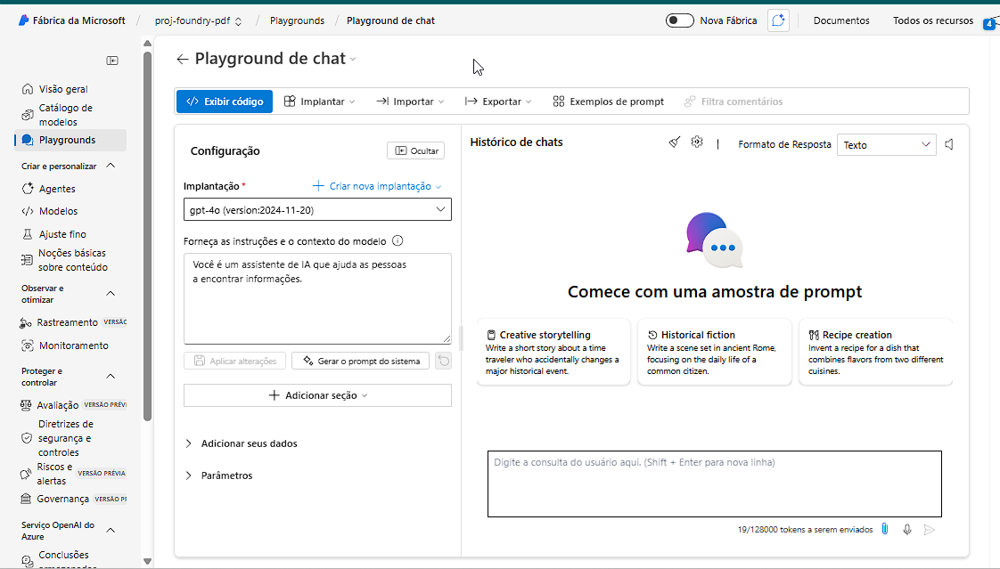 Fábrica da Microsoft / proj-foundry-pdf / Playgrounds / Playground de chat
Nova Fábrica
Documentos
Todos os recursos
4
Visão geral
Catálogo de
modelos
Playgrounds
Criar e personalizar
Agentes
Modelos
Ajuste fino
Noções básicas
sobre conteúdo
Observar e
otimizar
Rastreamento VERSÃO
Monitoramento
Proteger e
controlar
Avaliação VERSÃO PRÉVI
Diretrizes de
segurança e
controles
Riscos e
alertas
VERSÃO PRÉVIA
Governança VERSÃO PR
Serviço OpenAI do
Azure
Conclusões
Playground de chat
Exibir código
Implantar
Importar
Exportar
Exemplos de prompt
Filtra comentários
Configuração
Ocultar
Implantação *
Criar nova implantação
gpt-4o (version:2024-11-20)
Forneça as instruções e o contexto do modelo
Você é um assistente de IA que ajuda as pessoas
a encontrar informações.
Aplicar alterações
Gerar o prompt do sistema
Adicionar seção
Adicionar seus dados
Parâmetros
Histórico de chats
Formato de Resposta
Texto
Comece com uma amostra de prompt
Creative storytelling
Write a short story about a time
traveler who accidentally changes a
major historical event.
Historical fiction
Write a scene set in ancient Rome,
focusing on the daily life of a
common citizen.
Recipe creation
Invent a recipe for a dish that
combines flavors from two different
cuisines.
Digite a consulta do usuário aqui. (Shift + Enter para nova linha)
19/128000 tokens a serem enviados